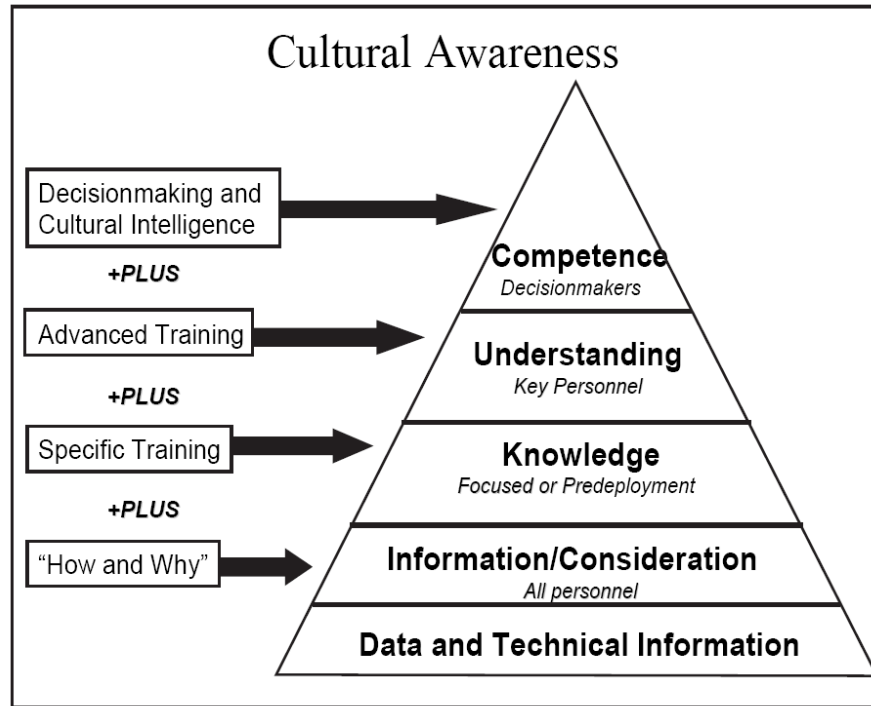 Cultural Awareness
Decisionmaking and
Cultural Intelligence
+PLUS
Advanced Training
+PLUS
Specific Training
+PLUS
“How and Why”
Competence
Decisionmakers
Understanding
Key Personnel
Knowledge
Focused or Predeployment
Information/Consideration
All personnel
Data and Technical Information